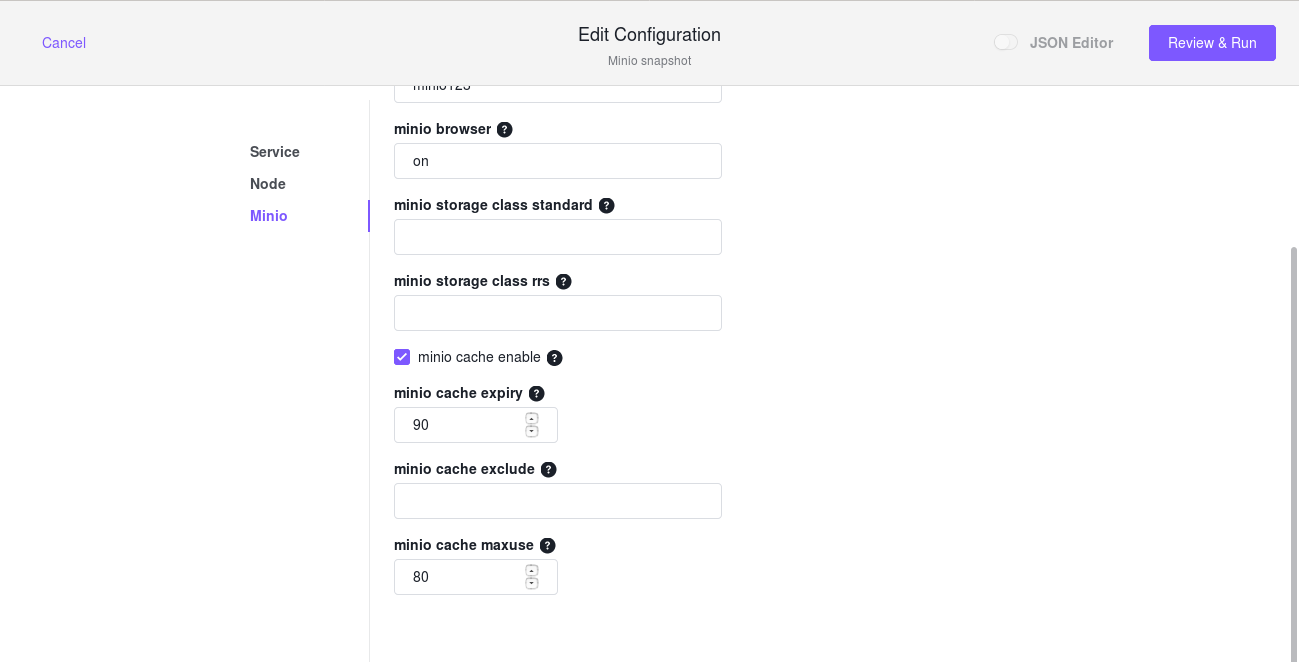 Cancel
Edit Configuration
Minio snapshot
JSON Editor
Review & Run
Service
Node
Minio
minio123
minio browser ?
on
minio storage class standard ?
minio storage class rrs ?
minio cache enable ?
minio cache expiry ?
90
minio cache exclude ?
minio cache maxuse ?
80